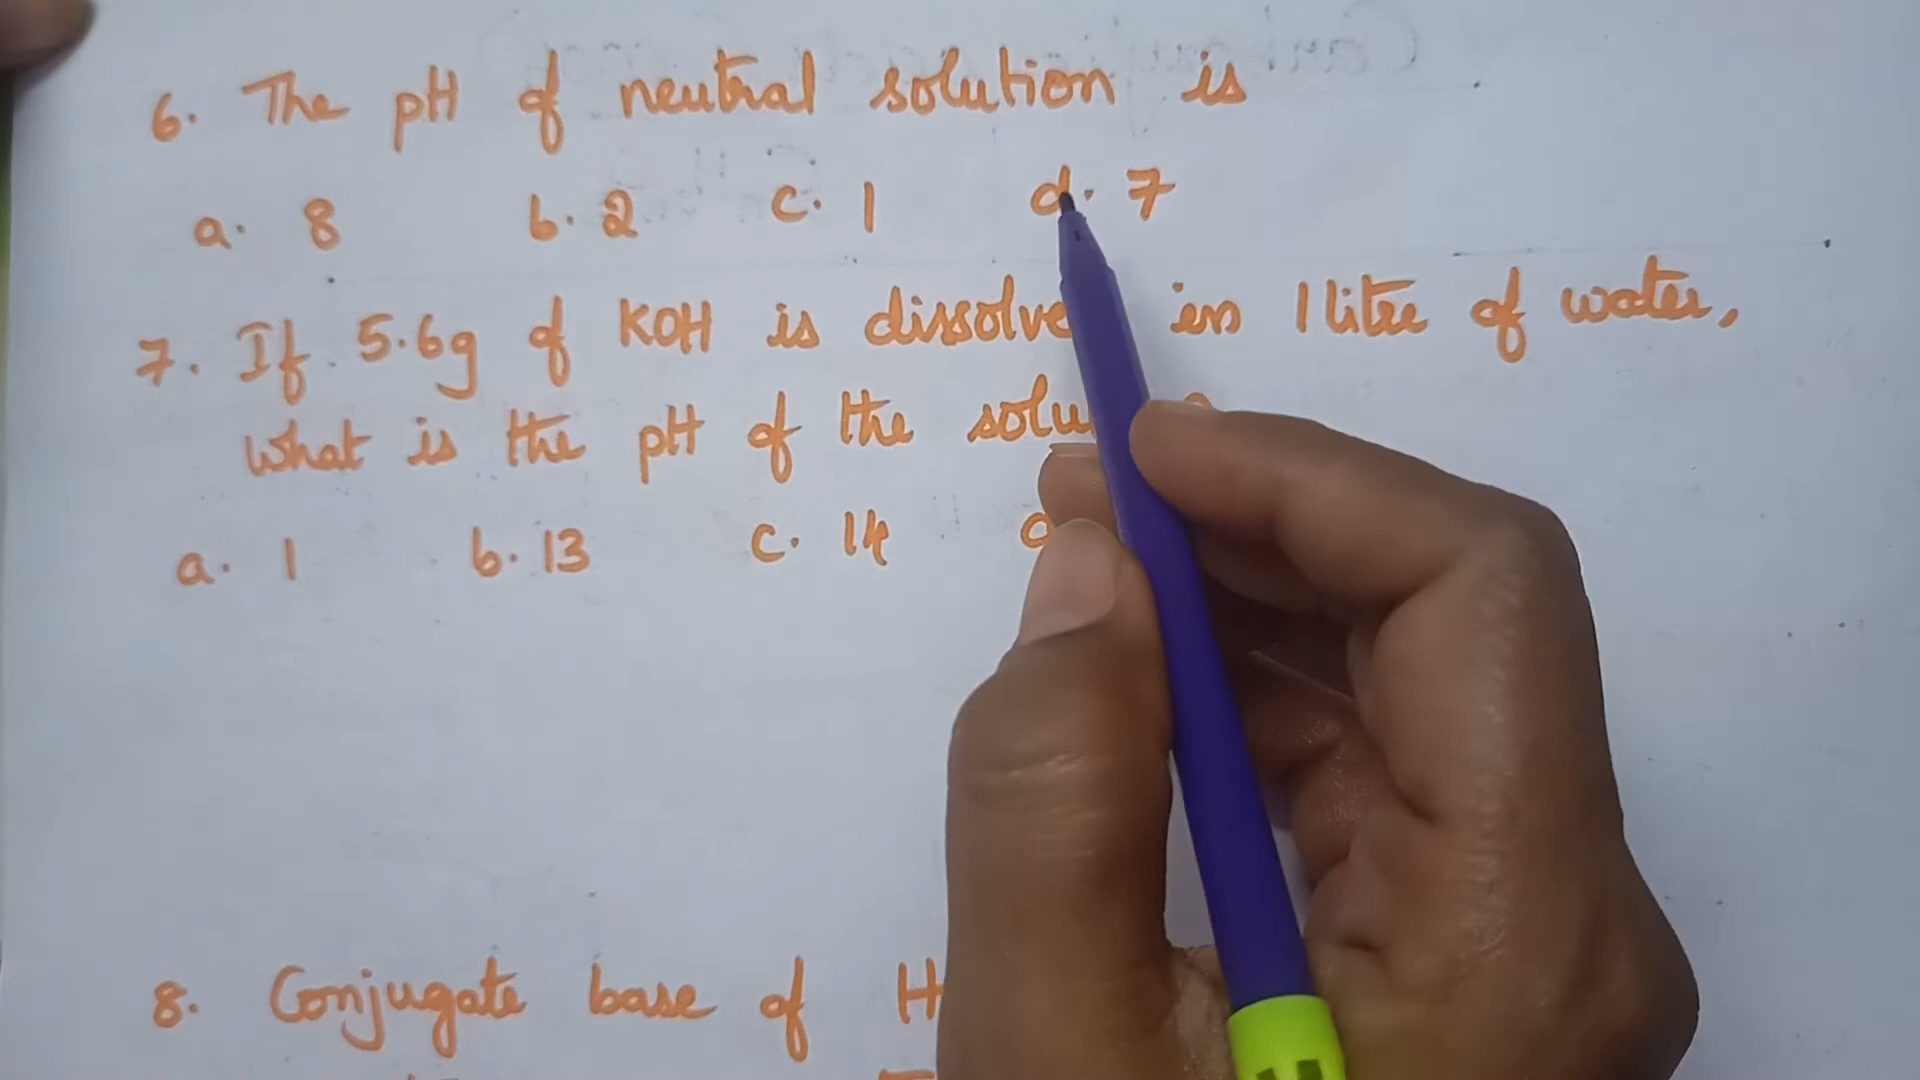 6. The pH of neutral solution is
a. 8 b. 2 c. 1 d. 7
7. If 5.6g of KOH is dissolve in 1 litre of water,
What is the pH of the solu
a. 1 b. 13 c. 14
8. Conjugate base of H